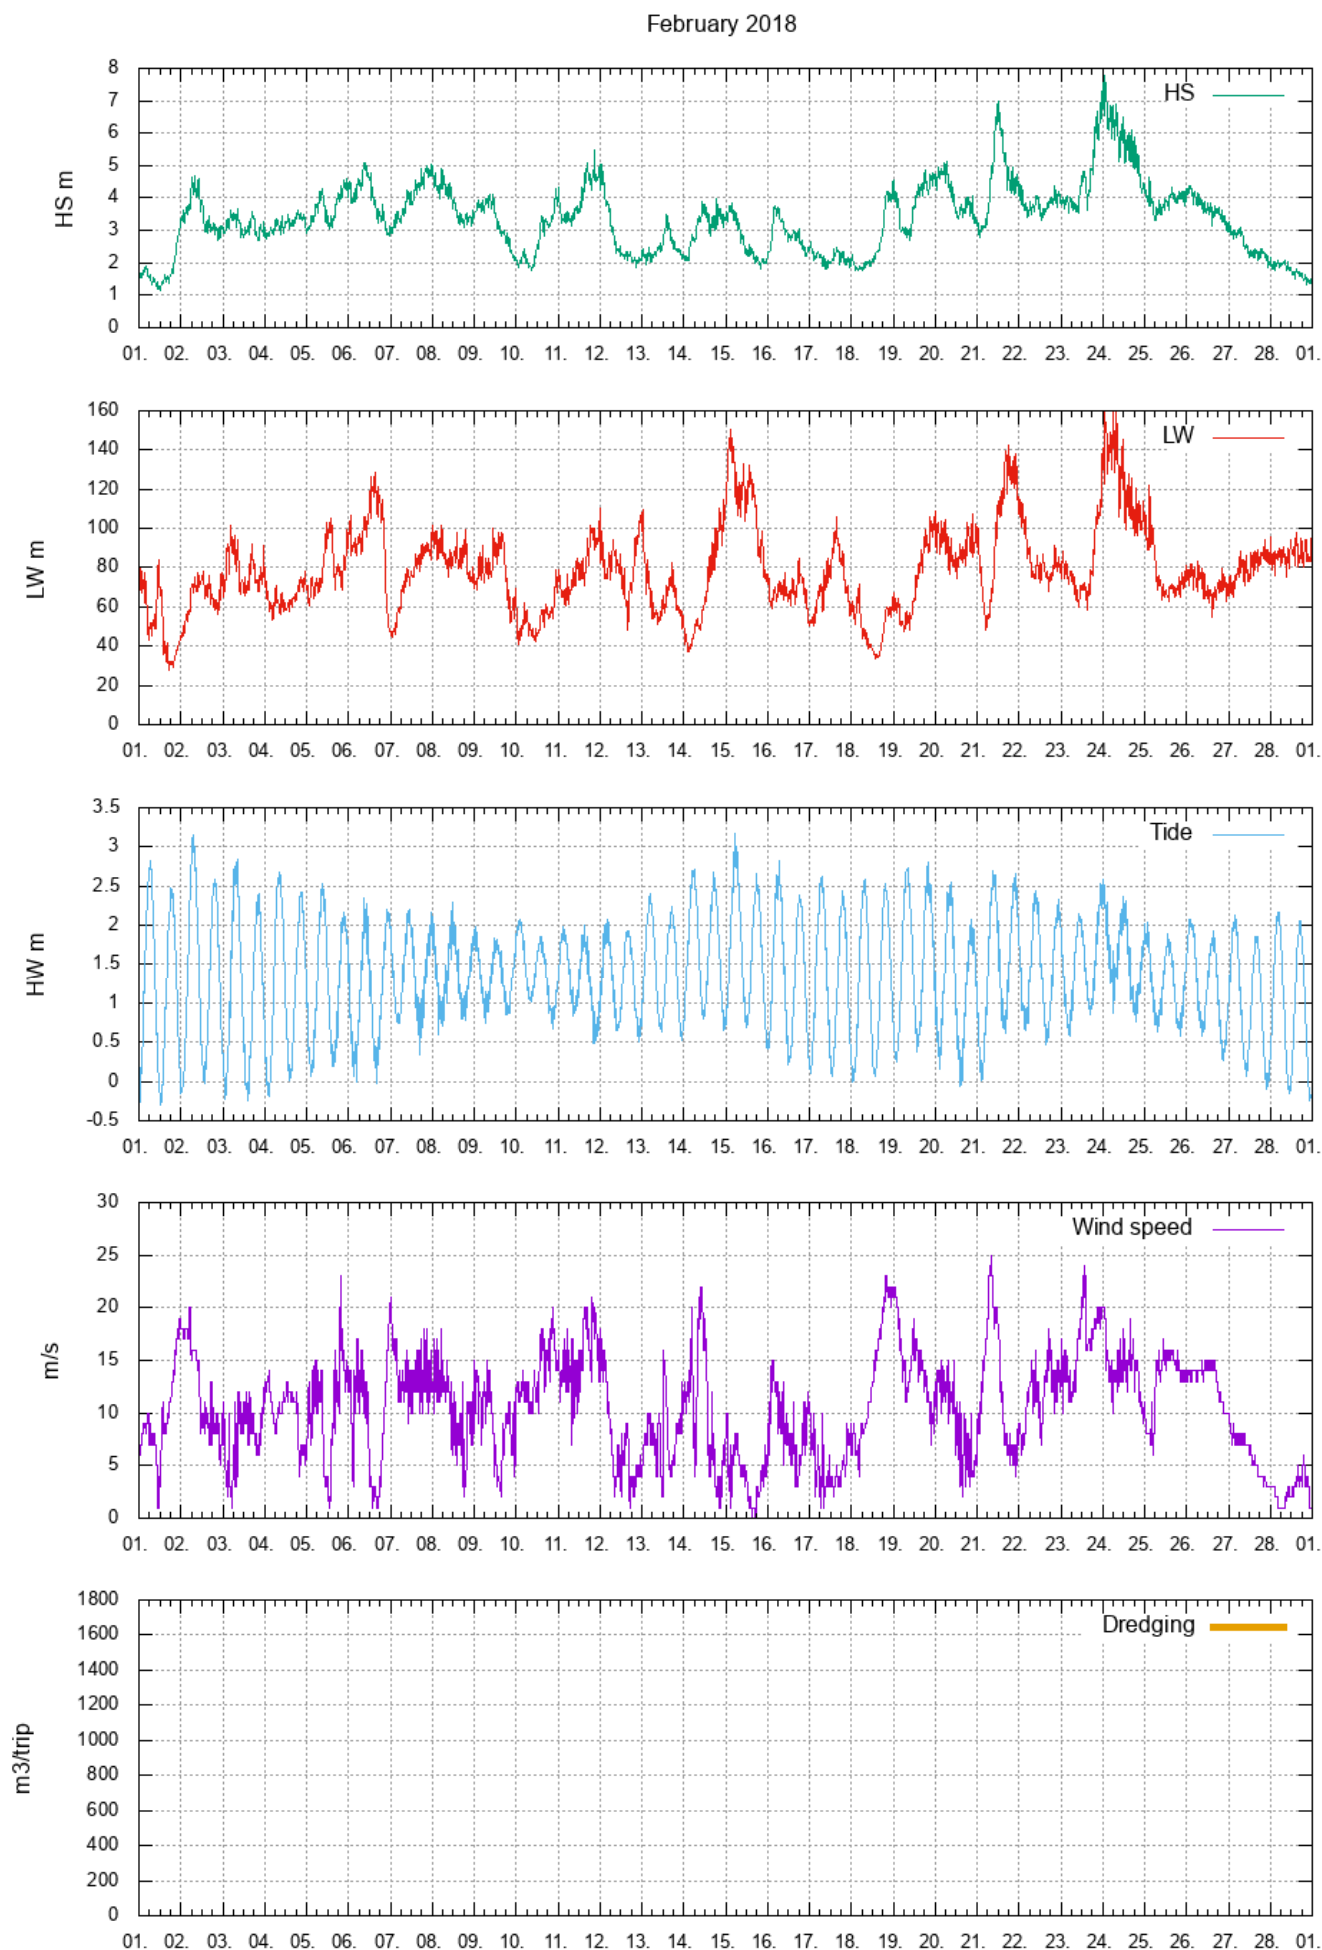 February 2018
8
HS
7
6
5
4
3
2
1
0
HS m
01. 02. 03. 04. 05. 06. 07. 08. 09. 10. 11. 12. 13. 14. 15. 16. 17. 18. 19. 20. 21. 22. 23. 24. 25. 26. 27. 28. 01.
160
LW
140
120
100
80
60
40
20
0
LW m
01. 02. 03. 04. 05. 06. 07. 08. 09. 10. 11. 12. 13. 14. 15. 16. 17. 18. 19. 20. 21. 22. 23. 24. 25. 26. 27. 28. 01.
3.5
Tide
3
2.5
2
1.5
1
0.5
0
-0.5
HW m
01. 02. 03. 04. 05. 06. 07. 08. 09. 10. 11. 12. 13. 14. 15. 16. 17. 18. 19. 20. 21. 22. 23. 24. 25. 26. 27. 28. 01.
30
Wind speed
25
20
15
10
5
0
m/s
01. 02. 03. 04. 05. 06. 07. 08. 09. 10. 11. 12. 13. 14. 15. 16. 17. 18. 19. 20. 21. 22. 23. 24. 25. 26. 27. 28. 01.
1800
Dredging
1600
1400
1200
1000
800
600
400
200
0
m3/trip
01. 02. 03. 04. 05. 06. 07. 08. 09. 10. 11. 12. 13. 14. 15. 16. 17. 18. 19. 20. 21. 22. 23. 24. 25. 26. 27. 28. 01.